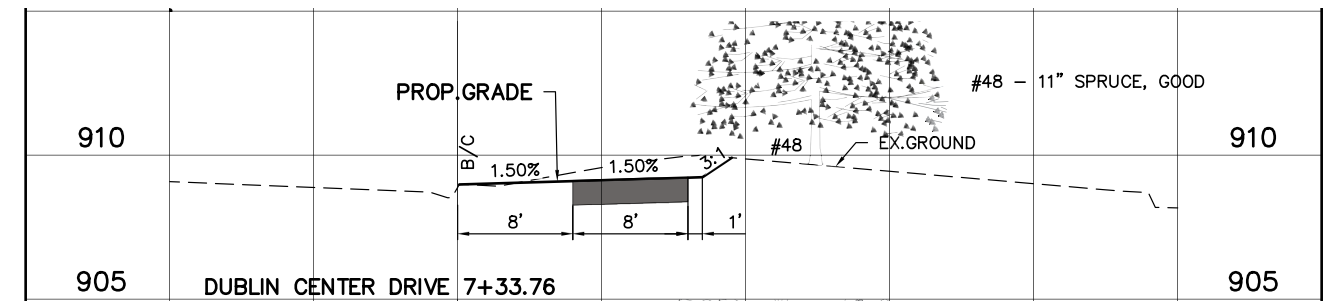 #48 – 11” SPRUCE, GOOD
PROP.GRADE
910
B/C
#48
EX.GROUND
910
1.50%
1.50%
3:1
8'
8'
1'
905
DUBLIN CENTER DRIVE 7+33.76
905